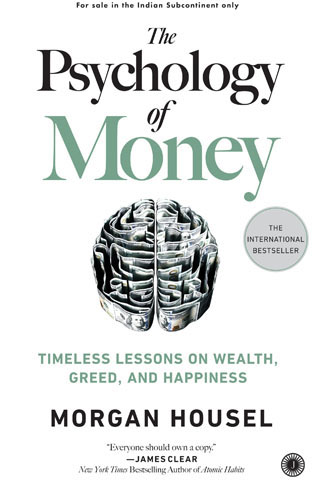 For sale in the Indian Subcontinent only
The
Psychology
of
Money
THE
INTERNATIONAL
BESTSELLER
TIMELESS LESSONS ON WEALTH,
GREED, AND HAPPINESS
MORGAN HOUSEL
“Everyone should own a copy.”
—JAMES CLEAR
New York Times Bestselling Author of Atomic Habits
J